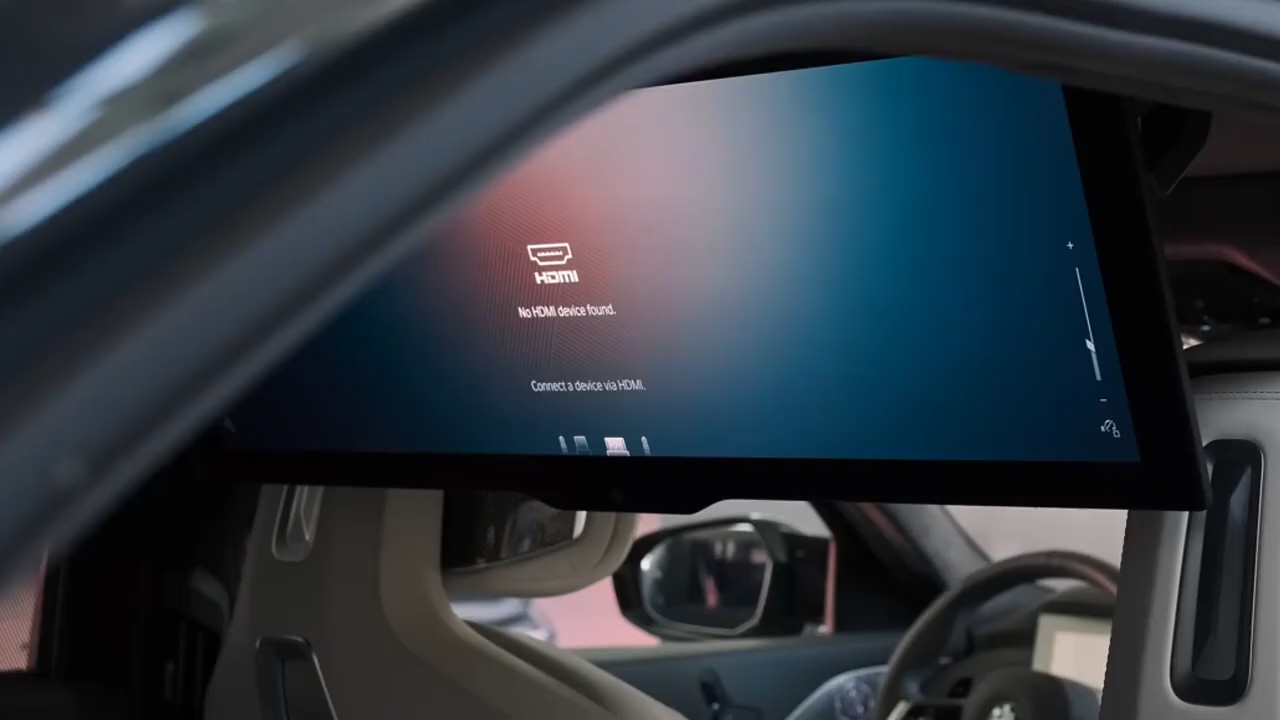 HDMI
No HDMI device found.
Connect a device via HDMI.
+
-